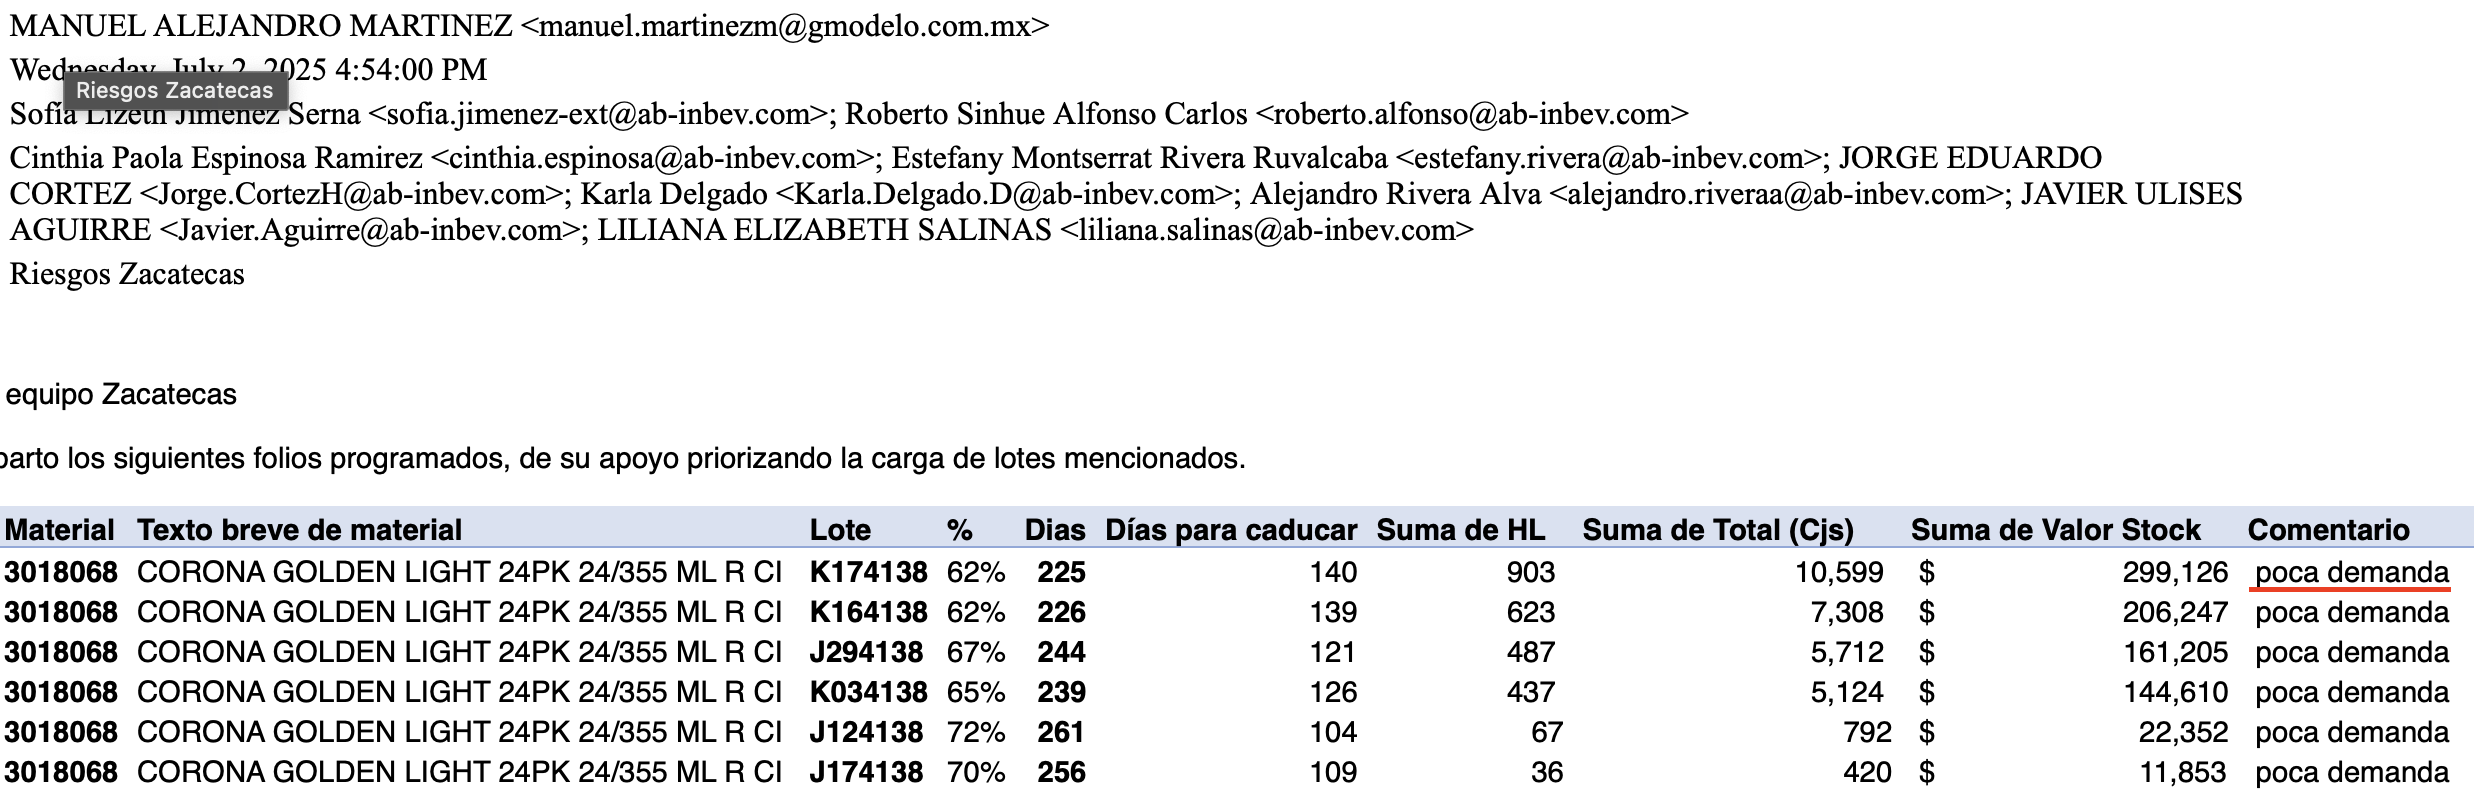 MANUEL ALEJANDRO MARTINEZ <manuel.martinezm@gmodelo.com.mx>
Wednesday, July 2, 2025 4:54:00 PM
Riesgos Zacatecas
Sofía Lizeth Jiménez Serna <sofia.jimenez-ext@ab-inbev.com>; Roberto Sinhue Alfonso Carlos <roberto.alfonso@ab-inbev.com>
Cinthia Paola Espinosa Ramirez <cinthia.espinosa@ab-inbev.com>; Estefany Montserrat Rivera Ruvalcaba <estefany.rivera@ab-inbev.com>; JORGE EDUARDO
CORTEZ <Jorge.CortezH@ab-inbev.com>; Karla Delgado <Karla.Delgado.D@ab-inbev.com>; Alejandro Rivera Alva <alejandro.riveraa@ab-inbev.com>; JAVIER ULISES
AGUIRRE <Javier.Aguirre@ab-inbev.com>; LILIANA ELIZABETH SALINAS <liliana.salinas@ab-inbev.com>
Riesgos Zacatecas
equipo Zacatecas
parto los siguientes folios programados, de su apoyo priorizando la carga de lotes mencionados.
Material Texto breve de material Lote % Dias Días para caducar Suma de HL Suma de Total (Cjs) Suma de Valor Stock Comentario
3018068 CORONA GOLDEN LIGHT 24PK 24/355 ML R CI K174138 62% 225 140 903 10,599 $ 299,126 poca demanda
3018068 CORONA GOLDEN LIGHT 24PK 24/355 ML R CI K164138 62% 226 139 623 7,308 $ 206,247 poca demanda
3018068 CORONA GOLDEN LIGHT 24PK 24/355 ML R CI J294138 67% 244 121 487 5,712 $ 161,205 poca demanda
3018068 CORONA GOLDEN LIGHT 24PK 24/355 ML R CI K034138 65% 239 126 437 5,124 $ 144,610 poca demanda
3018068 CORONA GOLDEN LIGHT 24PK 24/355 ML R CI J124138 72% 261 104 67 792 $ 22,352 poca demanda
3018068 CORONA GOLDEN LIGHT 24PK 24/355 ML R CI J174138 70% 256 109 36 420 $ 11,853 poca demanda